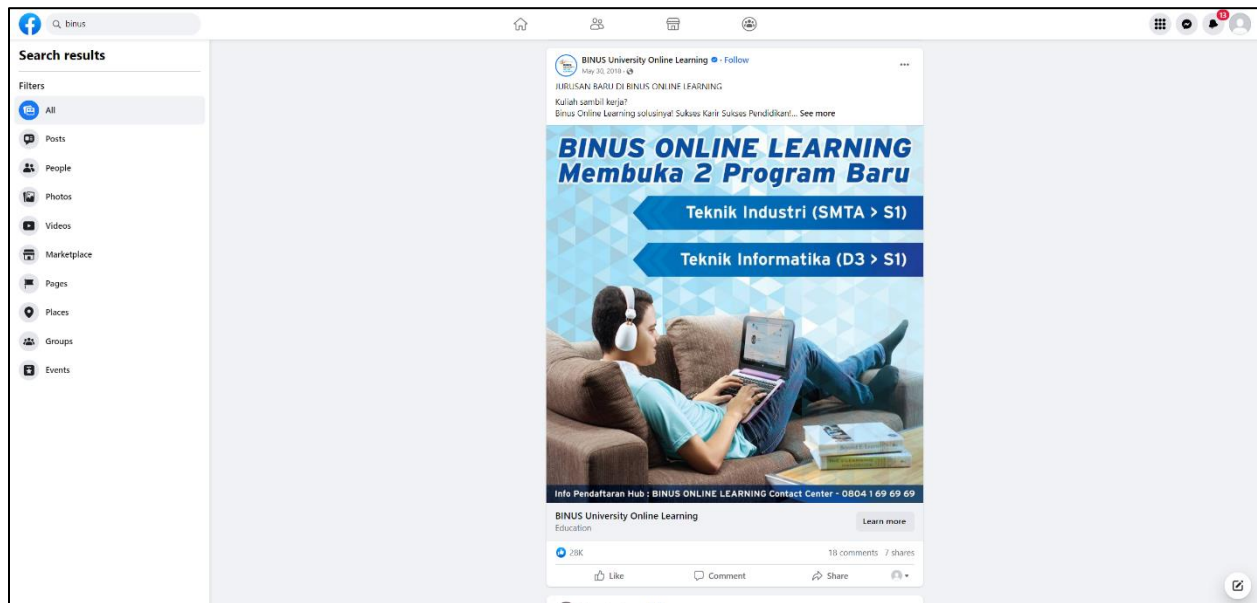 binus
13
Search results
Filters
All
Posts
People
Photos
Videos
Marketplace
Pages
Places
Groups
Events
BINUS University Online Learning · Follow
May 30, 2018 ·
JURUSAN BARU DI BINUS ONLINE LEARNING
Kuliah sambil kerja?
Binus Online Learning solusinya! Sukses Karir Sukses Pendidikan!... See more
BINUS ONLINE LEARNING
Membuka 2 Program Baru
Teknik Industri (SMTA > S1)
Teknik Informatika (D3 > S1)
Info Pendaftaran Hub : BINUS ONLINE LEARNING Contact Center - 0804 1 69 69 69
BINUS University Online Learning
Education
Learn more
28K
18 comments 7 shares
Like
Comment
Share